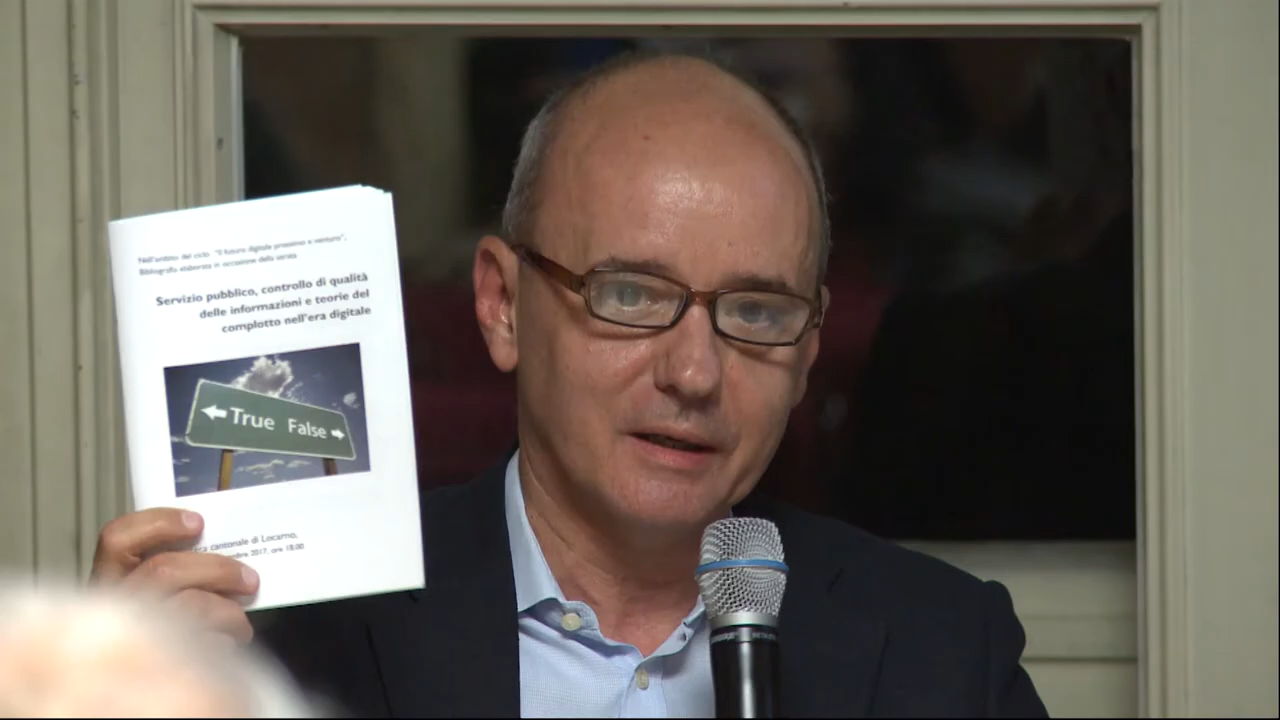 Nell'ambito del ciclo "Il futuro digitale prossimo e venturo",
Bibliografia elaborata in occasione della serata
Servizio pubblico, controllo di qualità
delle informazioni e teorie del
complotto nell'era digitale
True False
cantonale di Locarno,
2017, ore 18.00